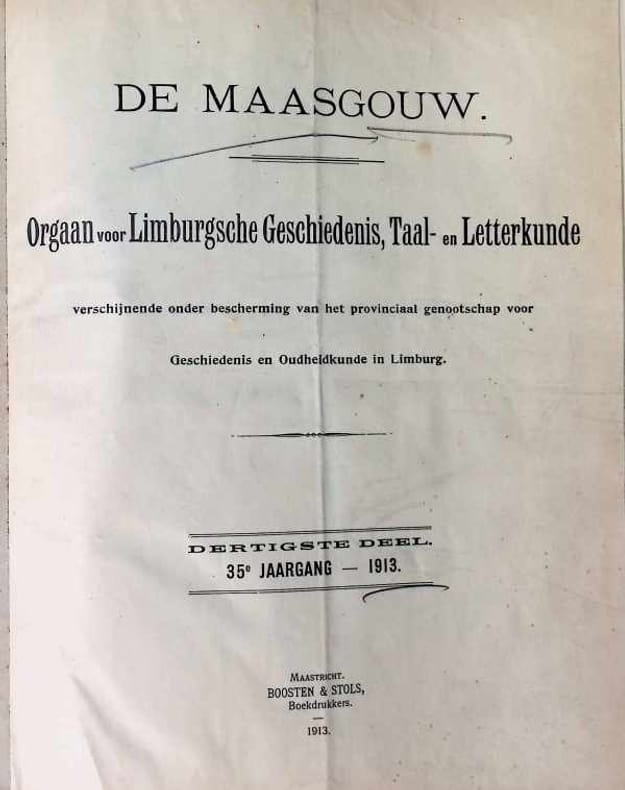 DE MAASGOUW.
Orgaan voor Limburgsche Geschiedenis, Taal- en Letterkunde
verschijnende onder bescherming van het provinciaal genootschap voor
Geschiedenis en Oudheidkunde in Limburg.
DERTIGSTE DEEL.
35e JAARGANG — 1913.
MAASTRICHT.
BOOSTEN & STOLS,
Boekdrukkers.
1913.